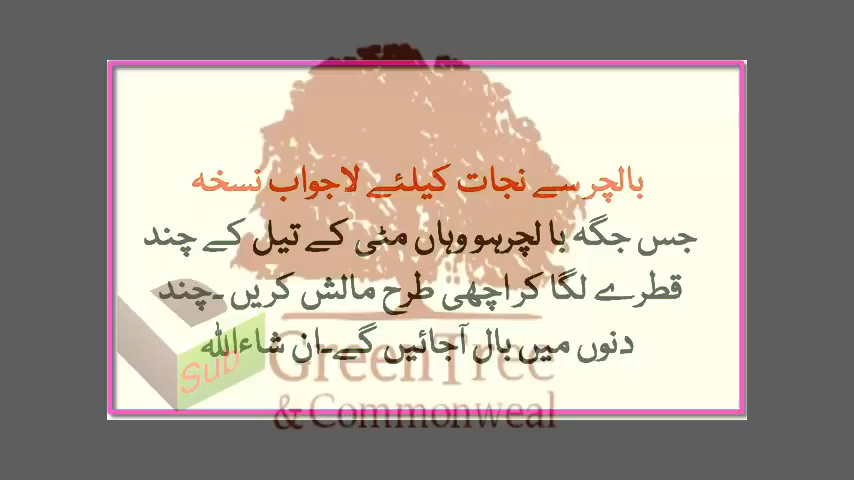 بالچر سے نجات کیلئے لاجواب نسخہ
جس جگہ بالچر ہو وہاں مٹی کے تیل کے چند
قطرے لگا کر اچھی طرح مالش کریں۔چند
دنوں میں بال آجائیں گے۔ان شاءاللہ
Sub
GreenTree
& Commonweal